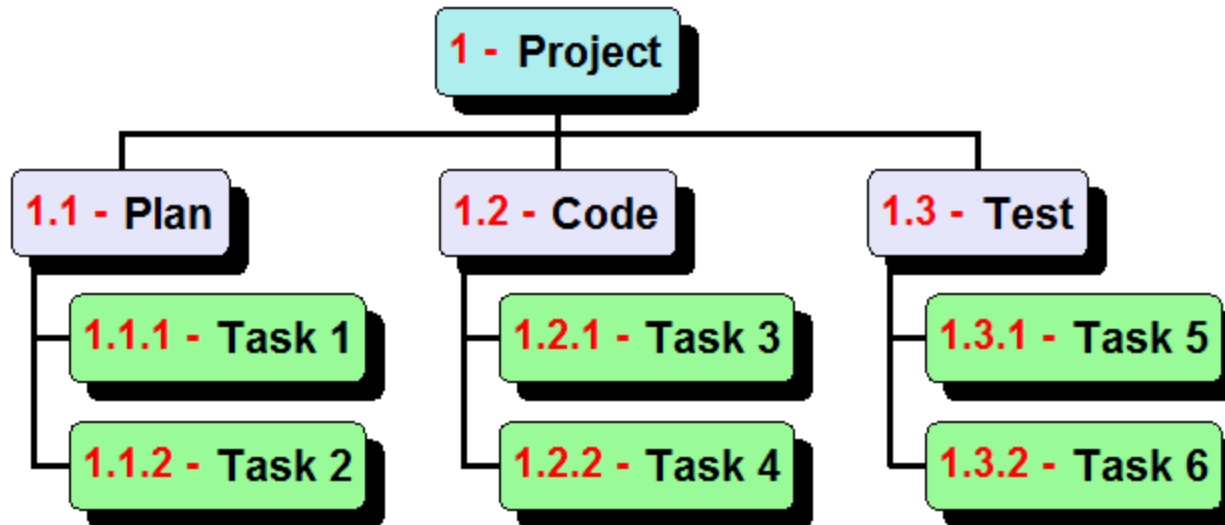 1 - Project
1.1 - Plan
1.2 - Code
1.3 - Test
1.1.1 - Task 1
1.2.1 - Task 3
1.3.1 - Task 5
1.1.2 - Task 2
1.2.2 - Task 4
1.3.2 - Task 6